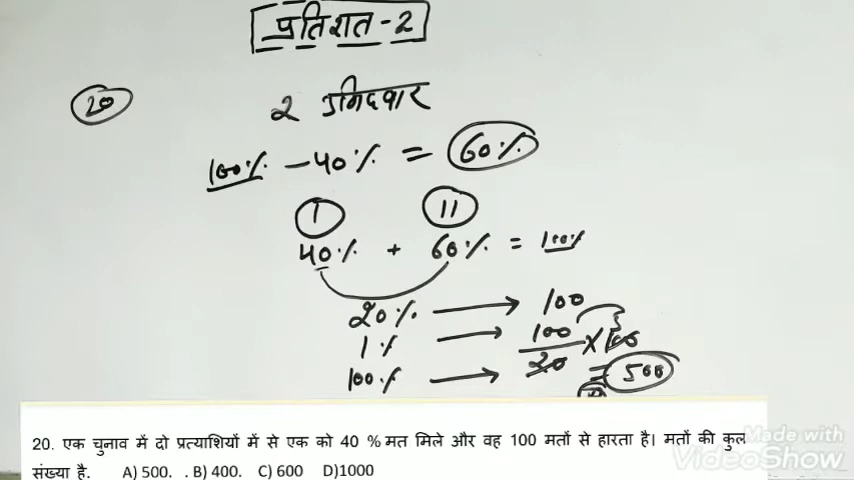 प्रतिशत - 2
20
2 उमिदवार
100% - 40% = 60%
I II
40% + 60% = 100%
20% → 100
1% → 100/20 × 100
100% → = 500
20. एक चुनाव में दो प्रत्याशियों में से एक को 40 % मत मिले और वह 100 मतों से हारता है। मतों की कुल
संख्या है. A) 500. . B) 400. C) 600 D)1000
Made with
VideoShow